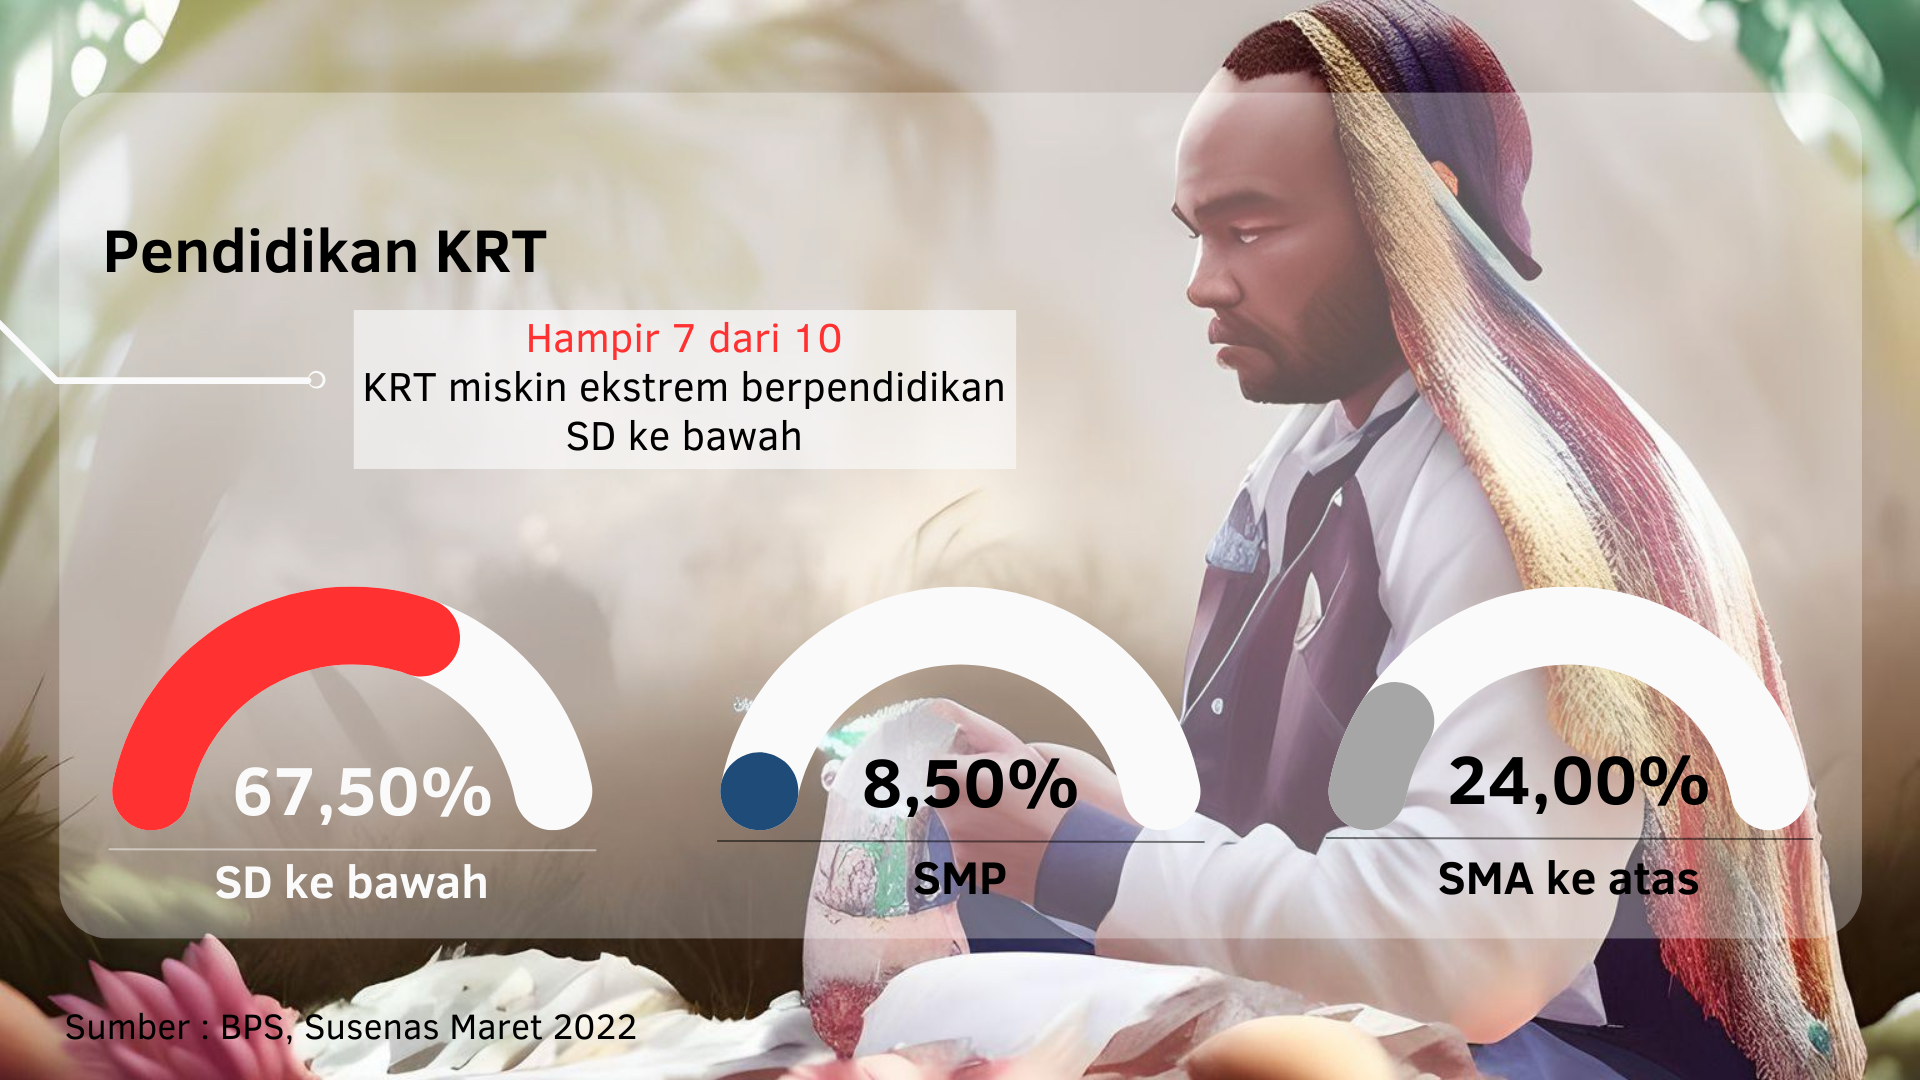 Pendidikan KRT
Hampir 7 dari 10
KRT miskin ekstrem berpendidikan
SD ke bawah
67,50%
SD ke bawah
8,50%
SMP
24,00%
SMA ke atas
Sumber : BPS, Susenas Maret 2022